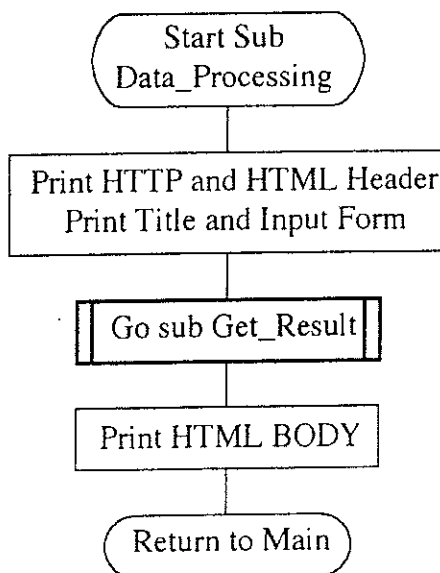 Start Sub
Data_Processing
Print HTTP and HTML Header
Print Title and Input Form
Go sub Get_Result
Print HTML BODY
Return to Main